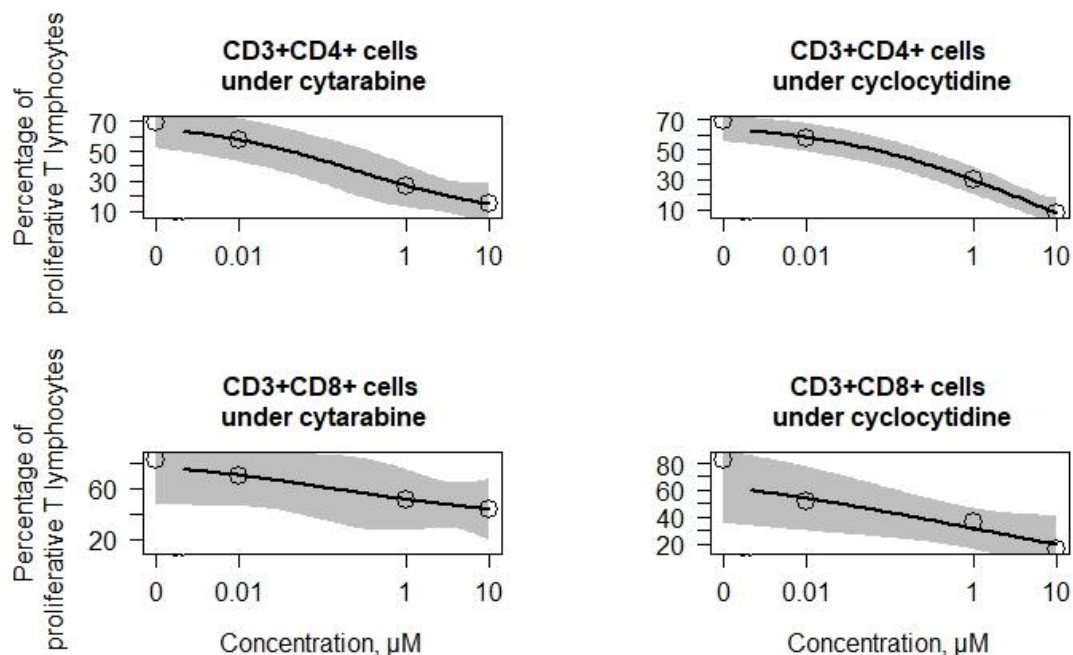 CD3+CD4+ cells
under cytarabine
CD3+CD4+ cells
under cyclocytidine
Percentage of
proliferative T lymphocytes
70
50
30
10
0 0.01 1 10
70
50
30
10
0 0.01 1 10
CD3+CD8+ cells
under cytarabine
CD3+CD8+ cells
under cyclocytidine
Percentage of
proliferative T lymphocytes
60
20
0 0.01 1 10
80
60
40
20
0 0.01 1 10
Concentration, µM
Concentration, µM